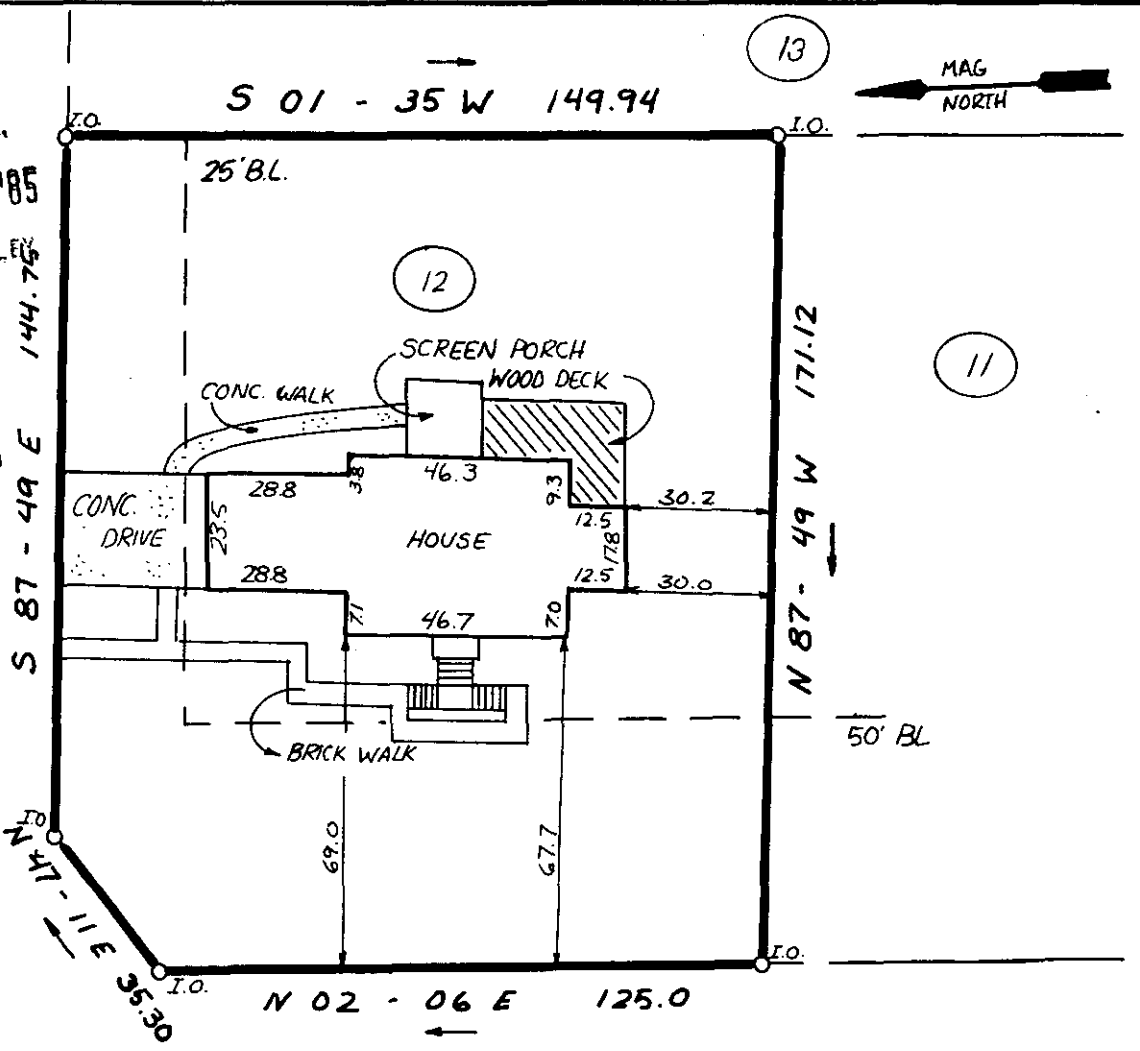 13
MAG
NORTH
S 01 - 35 W 149.94
I.O.
I.O.
85
25' B.L.
S 87 - 49 E 144.75
12
N 87 - 49 W 171.12
11
SCREEN PORCH
WOOD DECK
CONC. WALK
46.3
3.8
9.3
28.8
30.2
12.5
CONC.
DRIVE
23.5
HOUSE
17.8
28.8
12.5
30.0
7.1
46.7
7.0
50' BL
BRICK WALK
69.0
67.7
I.O
N 47 - 11 E 35.30
I.O.
I.O.
N 02 - 06 E 125.0